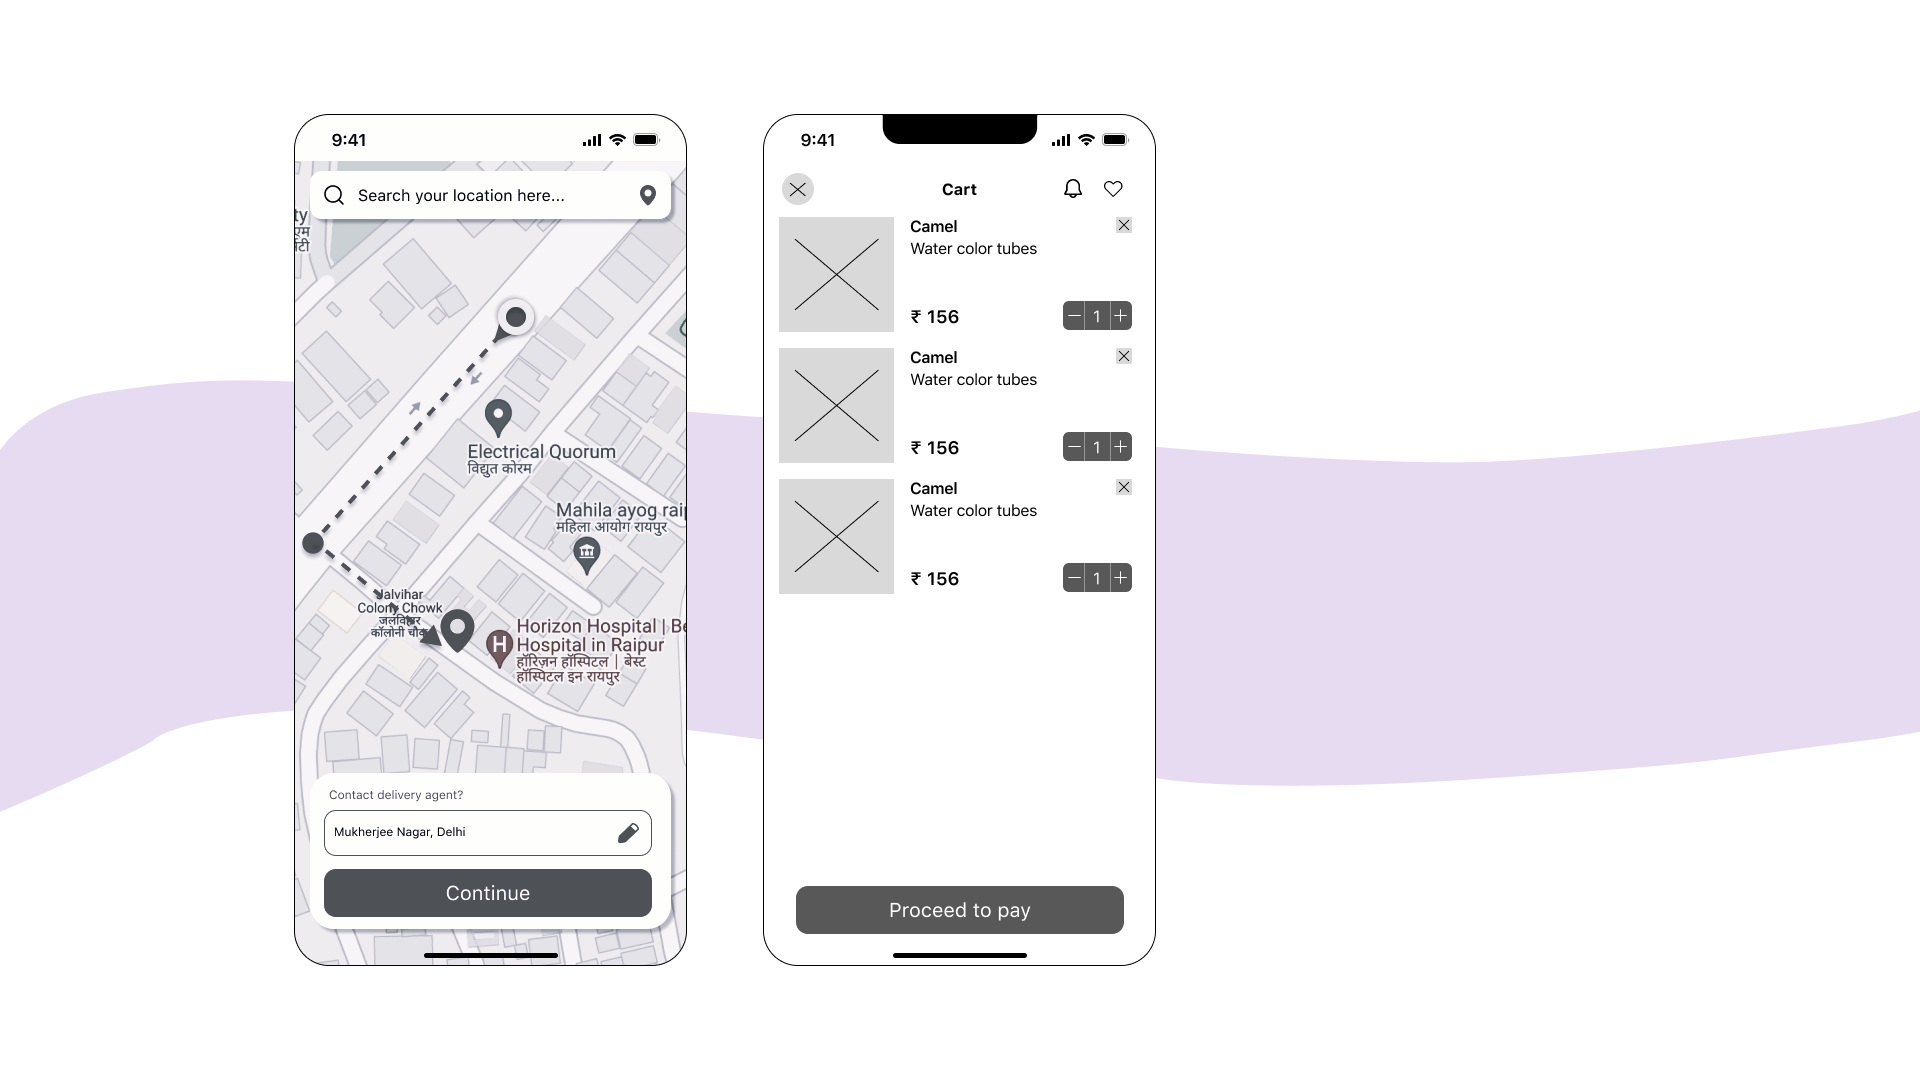 9:41
Search your location here...
ty
टी
Electrical Quorum
विद्युत कोरम
Mahila ayog raip
महिला आयोग रायपुर
Jalvihar
Colony Chowk
जलविहार
कॉलोनी चौक
H
Horizon Hospital | Be
Hospital in Raipur
हॉरिज़न हॉस्पिटल | बेस्ट
हॉस्पिटल इन रायपुर
Contact delivery agent?
Mukherjee Nagar, Delhi
Continue
9:41
Cart
Camel
Water color tubes
₹ 156
1
Camel
Water color tubes
₹ 156
1
Camel
Water color tubes
₹ 156
1
Proceed to pay